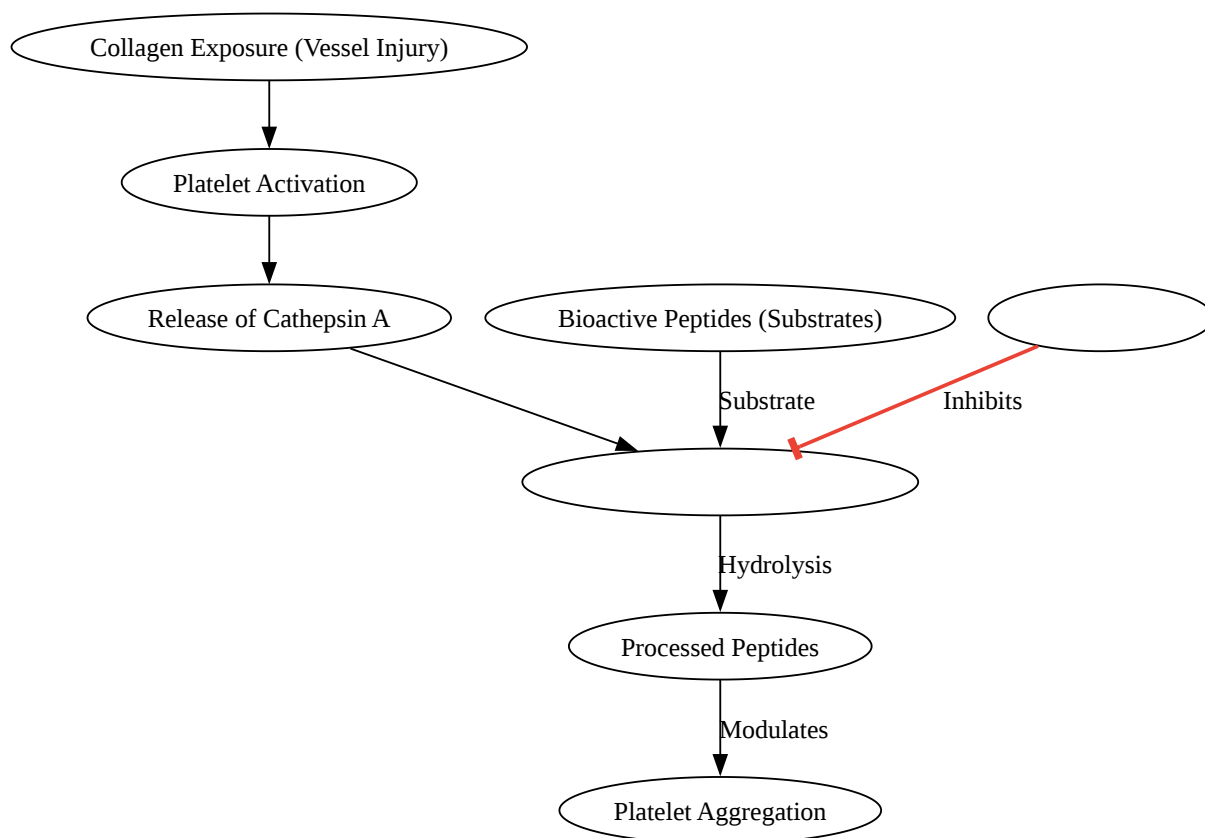 Collagen Exposure (Vessel Injury)
Platelet Activation
Release of Cathepsin A
Bioactive Peptides (Substrates)
Substrate
Inhibits
Hydrolysis
Processed Peptides
Modulates
Platelet Aggregation